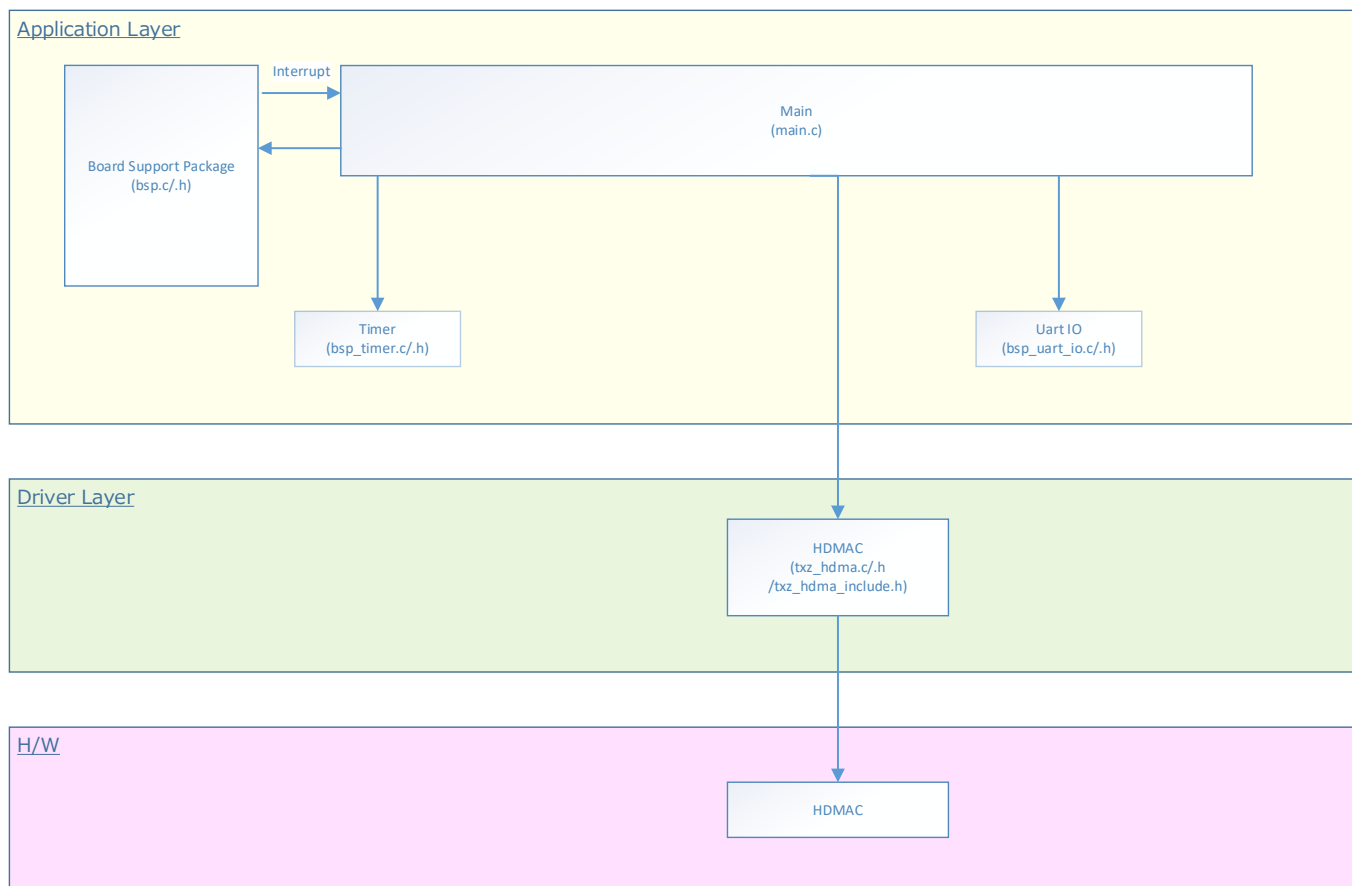 Application Layer
Interrupt
Main
(main.c)
Board Support Package
(bsp.c/.h)
Timer
(bsp_timer.c/.h)
Uart IO
(bsp_uart_io.c/.h)
Driver Layer
HDMAC
(txz_hdma.c/.h
/txz_hdma_include.h)
H/W
HDMAC